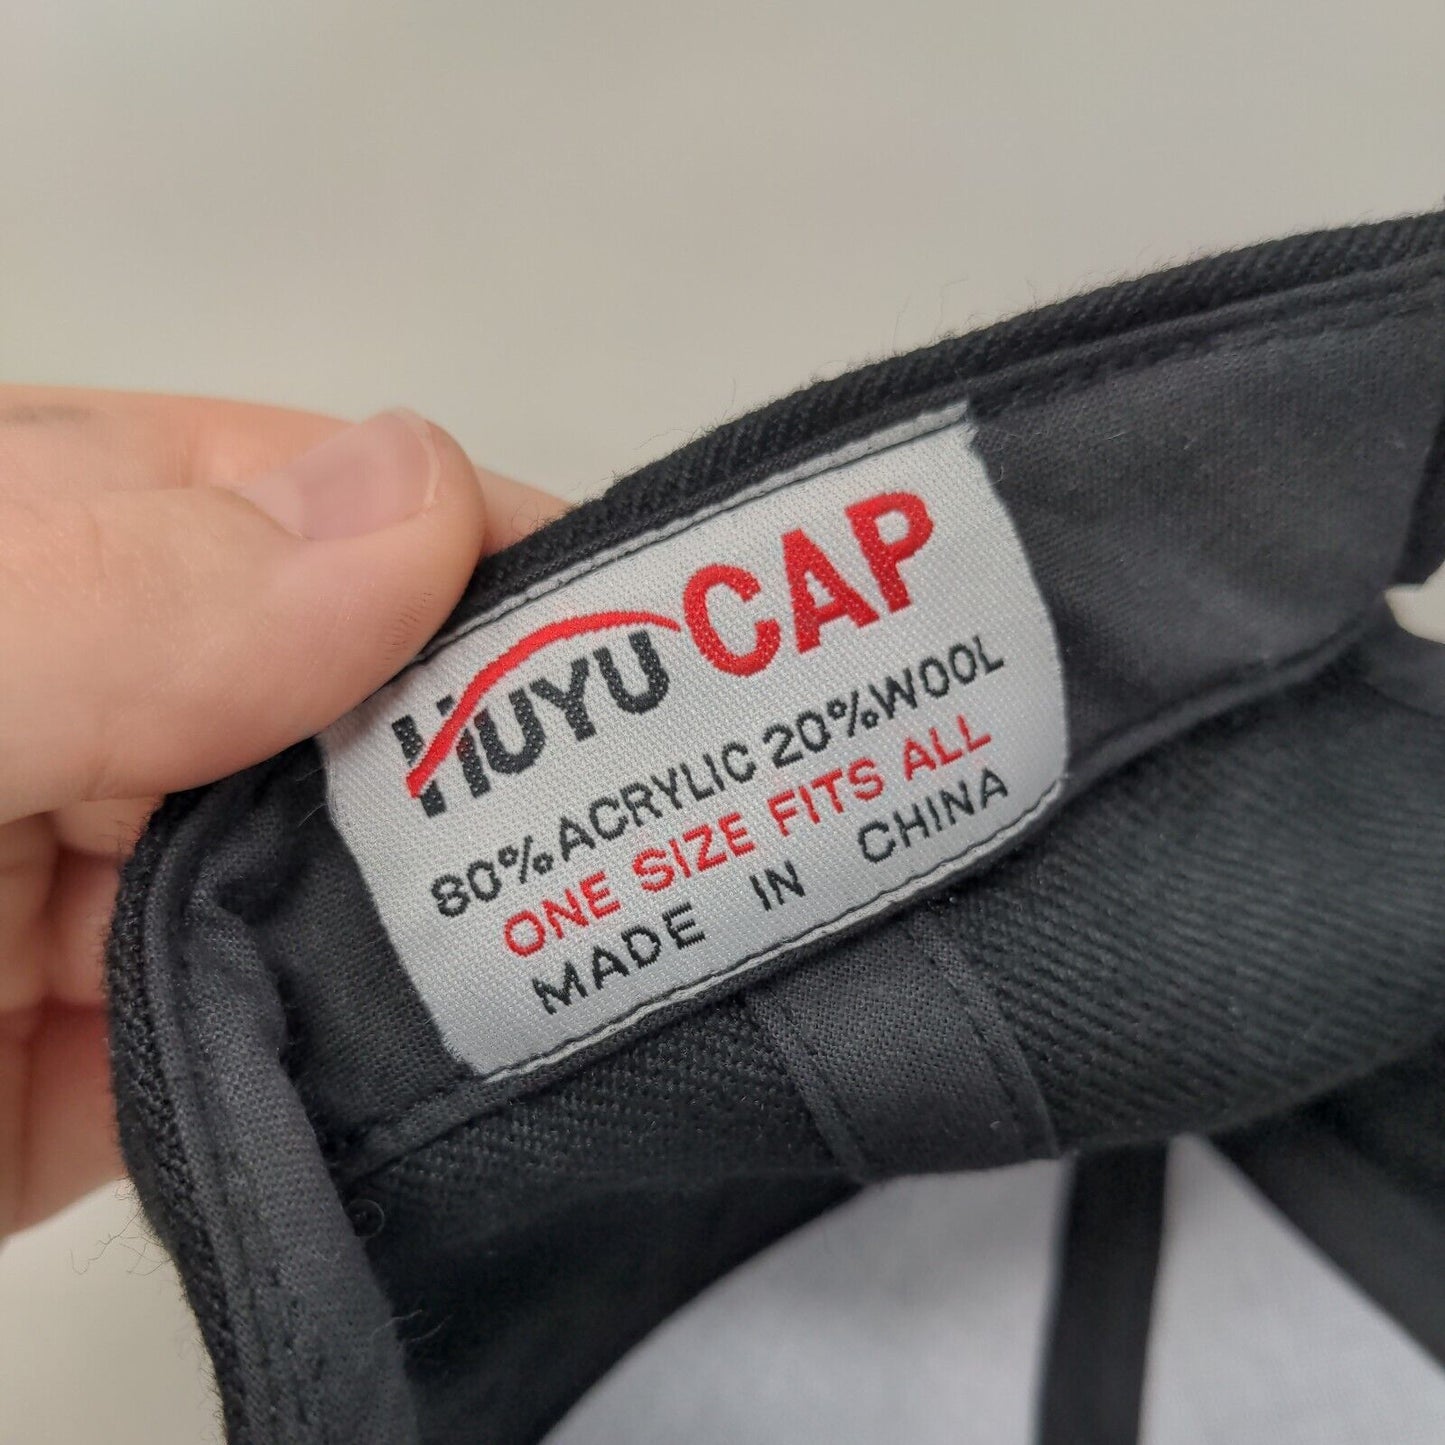 HUYU CAP
80%ACRYLIC 20%WOOL
ONE SIZE FITS ALL
MADE IN CHINA